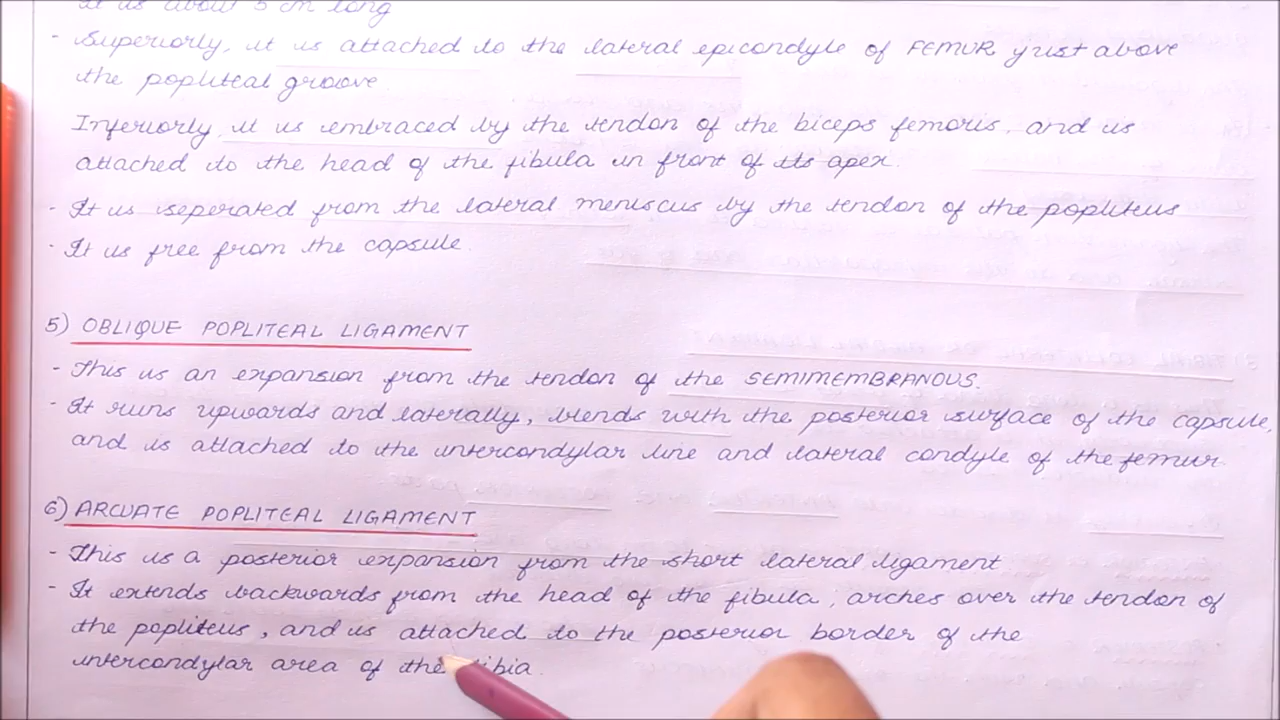 It is about 5 cm long
- Superiorly, it is attached to the lateral epicondyle of FEMUR just above
the popliteal groove
Inferiorly, it is embraced by the tendon of the biceps femoris, and is
attached to the head of the fibula in front of its apex.
- It is seperated from the lateral meniscus by the tendon of the popliteus
- It is free from the capsule.
5) OBLIQUE POPLITEAL LIGAMENT
- This is an expansion from the tendon of the SEMIMEMBRANOUS.
- It runs upwards and laterally, blends with the posterior surface of the capsule,
and is attached to the intercondylar line and lateral condyle of the femur.
6) ARCUATE POPLITEAL LIGAMENT
- This is a posterior expansion from the short lateral ligament
- It extends backwards from the head of the fibula, arches over the tendon of
the popliteus, and is attached to the posterior border of the
intercondylar area of the tibia.